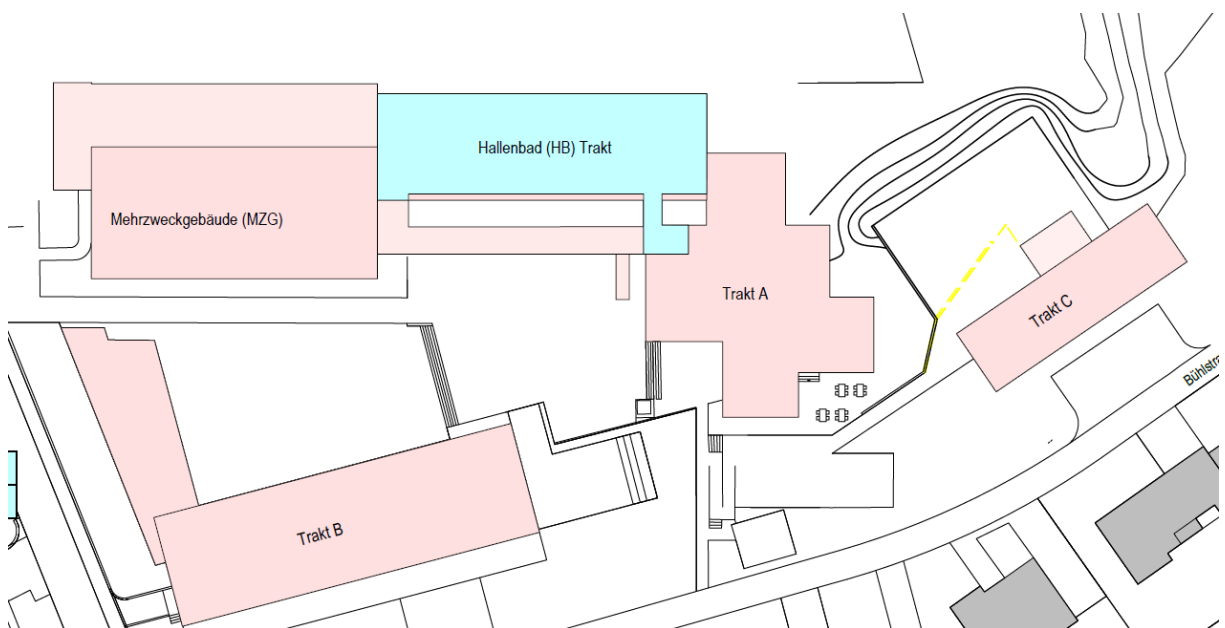 Hallenbad (HB) Trakt
Mehrzweckgebäude (MZG)
Trakt A
Trakt C
Bühlstra
Trakt B